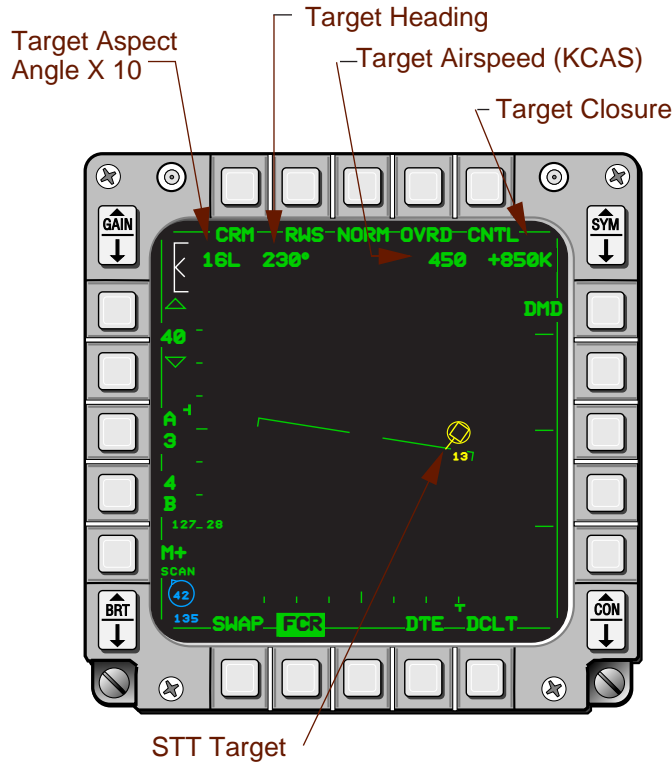 Target Heading
Target Aspect
Angle X 10
Target Airspeed (KCAS)
Target Closure
GAIN
SYM
CRM RWS NORM OVRD CNTL
16L 230° 450 +850K
DMD
40
A
3
13
4
B
127_28
M+
SCAN
42
135
BRT
CON
SWAP FCR DTE DCLT
STT Target